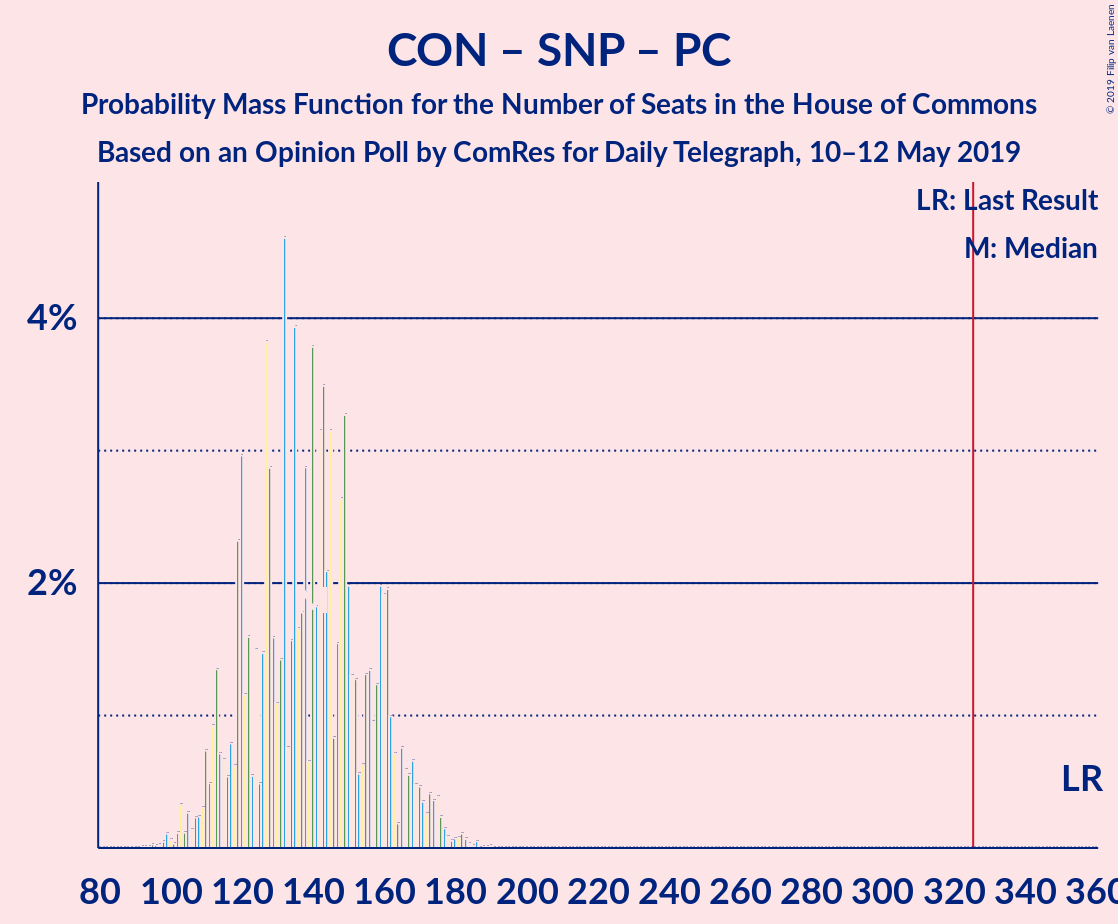 CON – SNP – PC
Probability Mass Function for the Number of Seats in the House of Commons
Based on an Opinion Poll by ComRes for Daily Telegraph, 10–12 May 2019
© 2019 Filip van Laenen
LR: Last Result
M: Median
4%
2%
LR
80 100 120 140 160 180 200 220 240 260 280 300 320 340 360